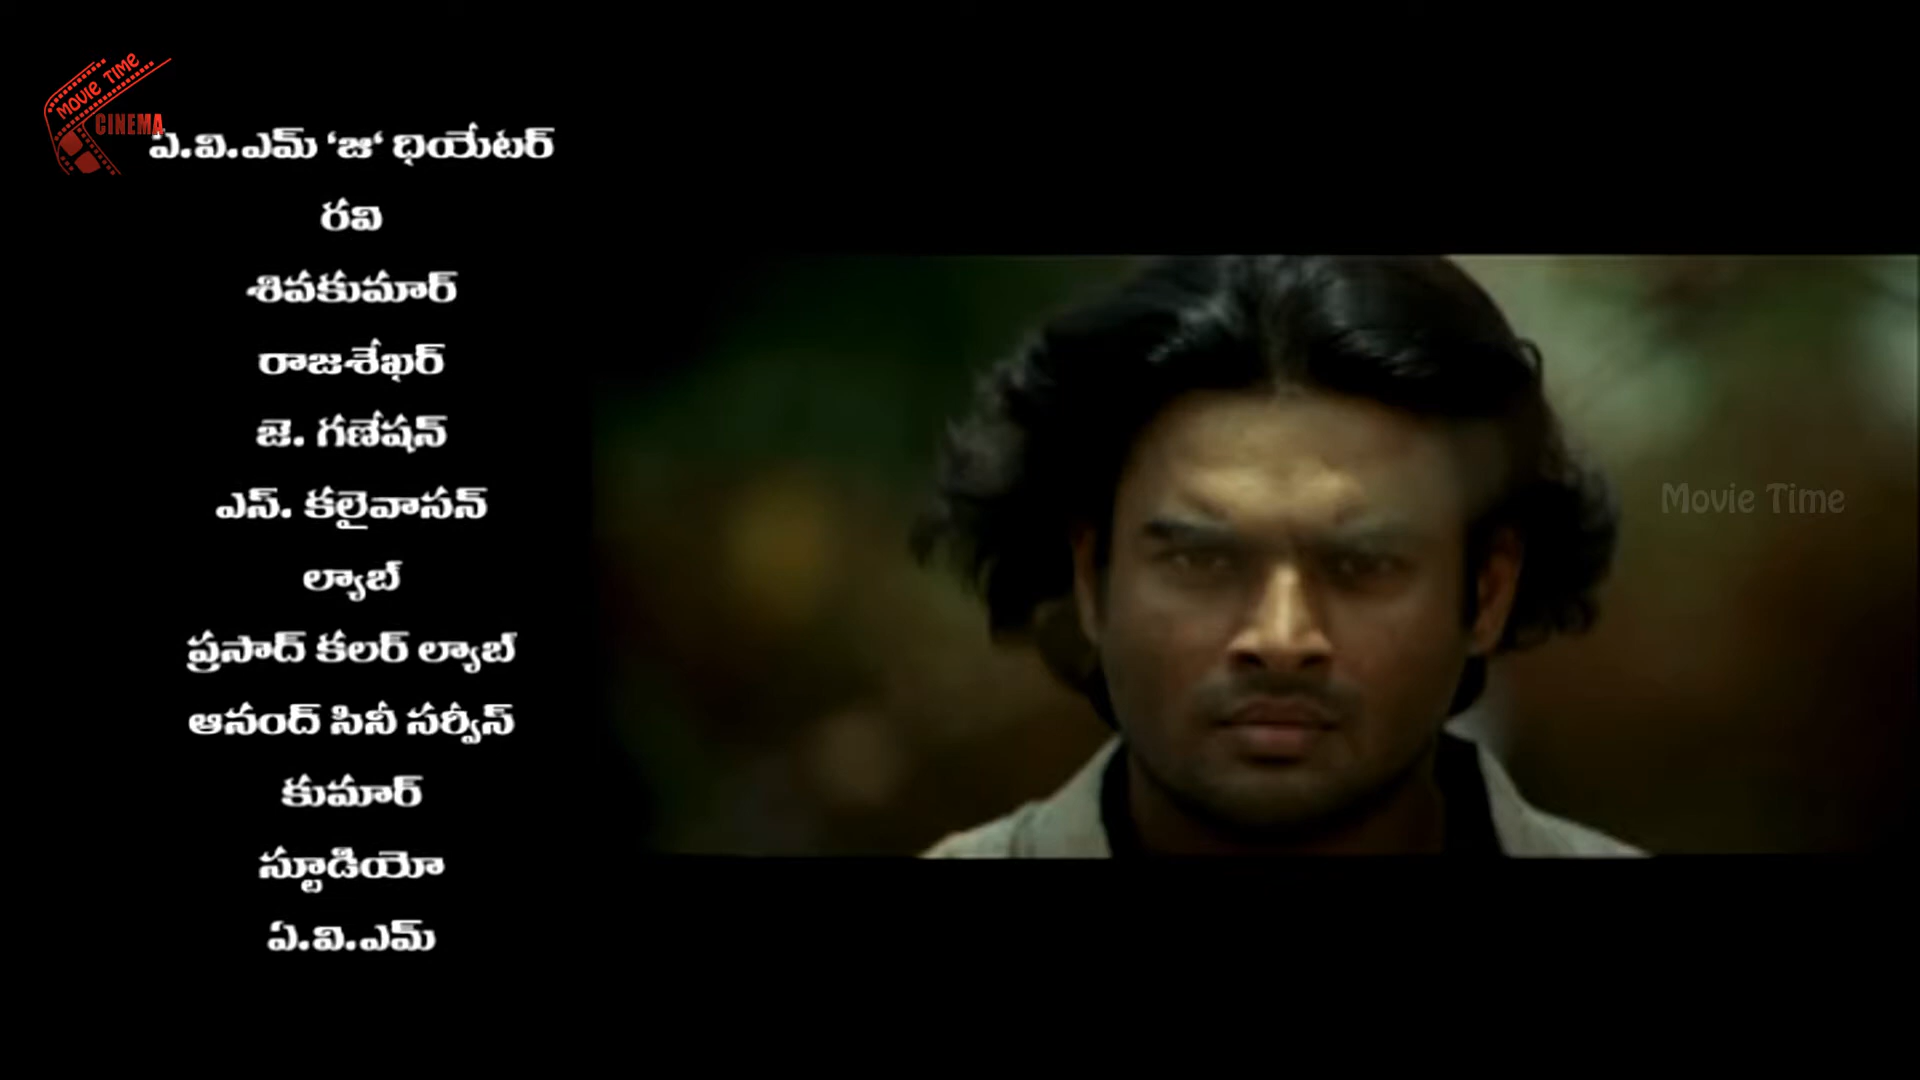 MOVIE TIME
CINEMA
ఏ.వి.ఎమ్ ‘జు‘ ధియేటర్
రవి
శివకుమార్
రాజశేఖర్
జె. గణేషన్
ఎస్. కలైవాసన్
ల్యాబ్
ప్రసాద్ కలర్ ల్యాబ్
ఆనంద్ సినీ సర్వీస్
కుమార్
స్టూడియో
ఏ.వి.ఎమ్
Movie Time